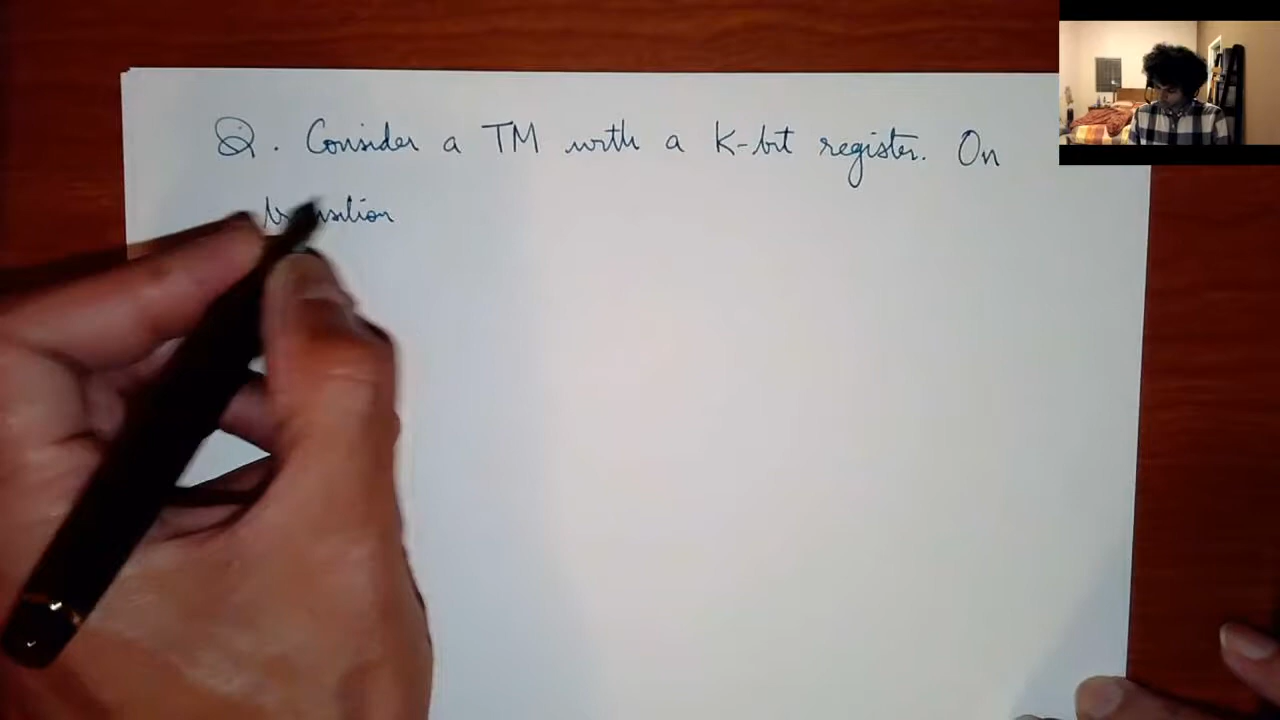 Q. Consider a TM with a K-bit register. On
transition